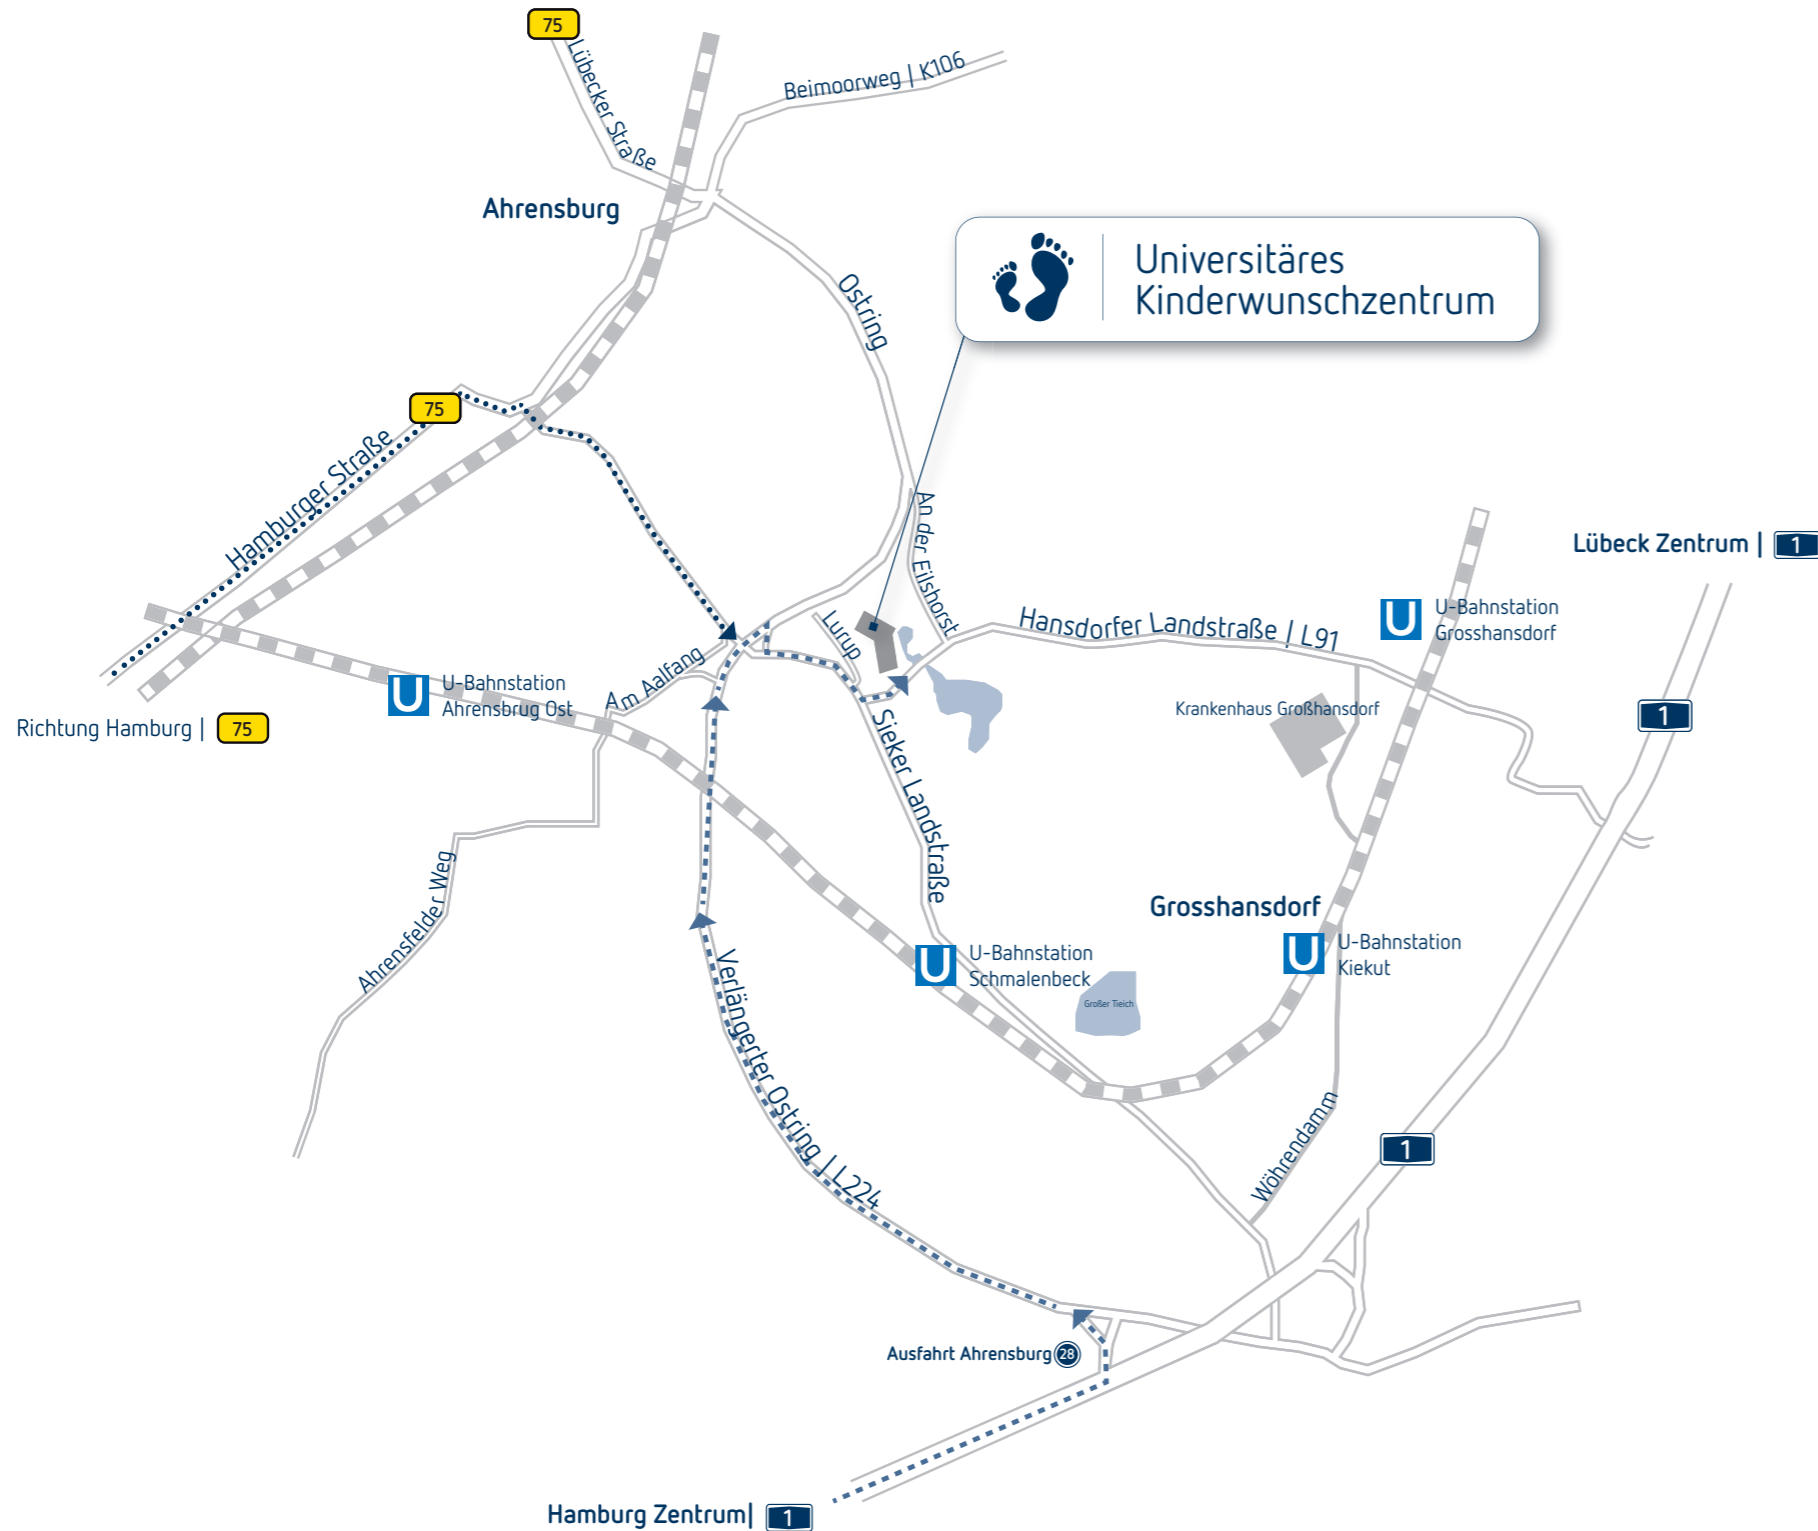 75
Lübecker Straße
Beimoorweg | K106
Ahrensburg
Universitäres
Kinderwunschzentrum
Ostring
75
Hamburger Straße
An der Eilshorst
Lübeck Zentrum | 1
Hansdorfer Landstraße | L91
U
U-Bahnstation
Grosshansdorf
Lurup
Am Aalfang
U
U-Bahnstation
Ahrensbrug Ost
Richtung Hamburg | 75
Krankenhaus Großhansdorf
1
Sieker Landstraße
Ahrensfelder Weg
Grosshansdorf
U
U-Bahnstation
Schmalenbeck
U
U-Bahnstation
Kiekut
Großer Tieich
Verlängerter Ostring | L224
Wöhrendamm
1
Ausfahrt Ahrensburg 28
Hamburg Zentrum| 1